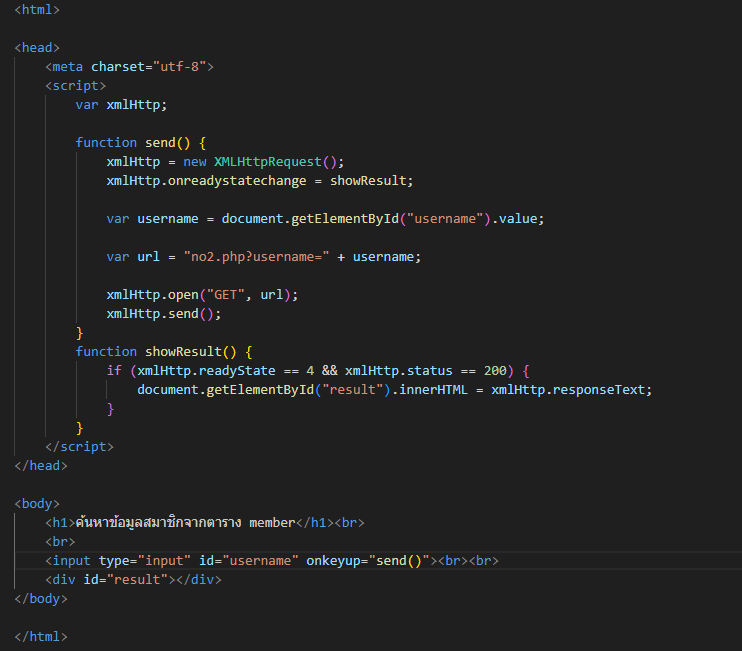 <html>
<head>
<meta charset="utf-8">
<script>
var xmlHttp;
function send() {
xmlHttp = new XMLHttpRequest();
xmlHttp.onreadystatechange = showResult;
var username = document.getElementById("username").value;
var url = "no2.php?username=" + username;
xmlHttp.open("GET", url);
xmlHttp.send();
}
function showResult() {
if (xmlHttp.readyState == 4 && xmlHttp.status == 200) {
document.getElementById("result").innerHTML = xmlHttp.responseText;
}
}
</script>
</head>
<body>
<h1>ค้นหาข้อมูลสมาชิกจากตาราง member</h1><br>
<br>
<input type="input" id="username" onkeyup="send()"><br><br>
<div id="result"></div>
</body>
</html>